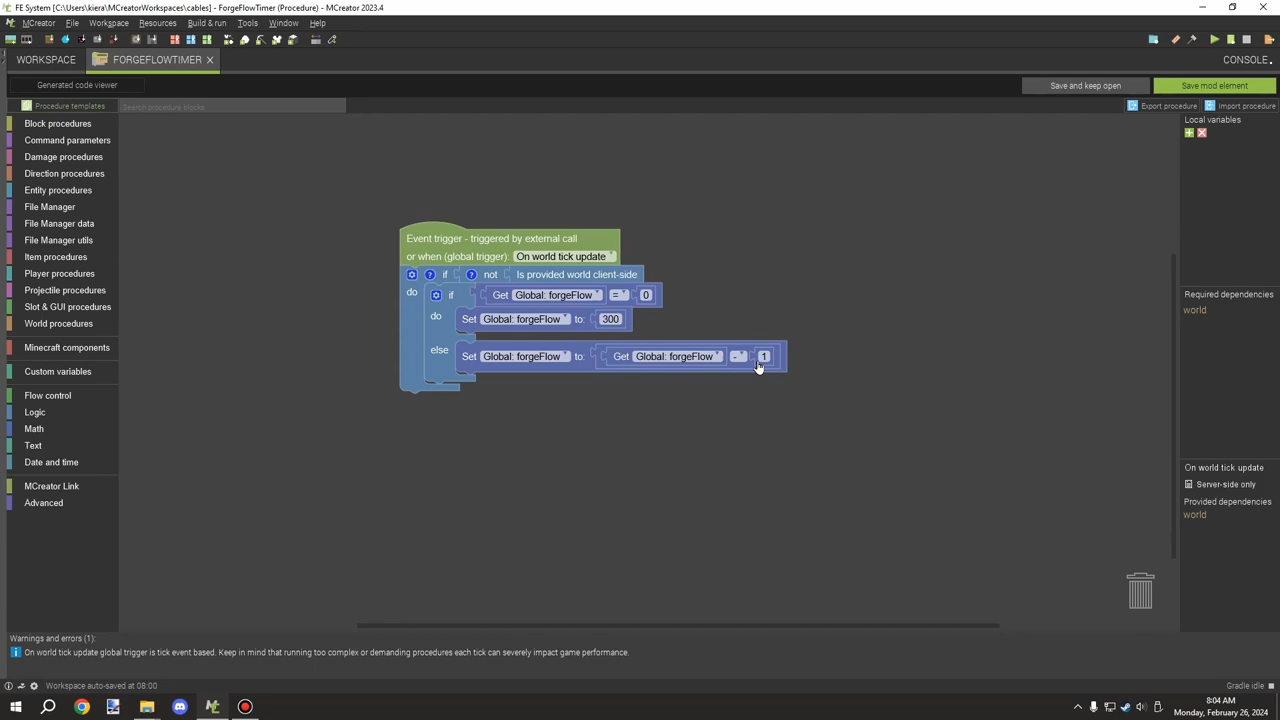 FE System [C:\Users\kiera\MCreatorWorkspaces\cables] - ForgeFlowTimer (Procedure) - MCreator 2023.4
MCreator File Workspace Resources Build & run Tools Window Help
WORKSPACE FORGEFLOWTIMER CONSOLE
Generated code viewer Save and keep open Save mod element
Procedure templates Search procedure blocks Export procedure Import procedure
Block procedures
Command parameters
Damage procedures
Direction procedures
Entity procedures
File Manager
File Manager data
File Manager utils
Item procedures
Player procedures
Projectile procedures
Slot & GUI procedures
World procedures
Minecraft components
Custom variables
Flow control
Logic
Math
Text
Date and time
MCreator Link
Advanced
Event trigger - triggered by external call
or when (global trigger): On world tick update
if not Is provided world client-side
do if Get Global: forgeFlow = 0
do Set Global: forgeFlow to: 300
else Set Global: forgeFlow to: Get Global: forgeFlow - 1
Local variables
Required dependencies
world
On world tick update
Server-side only
Provided dependencies
world
Warnings and errors (1):
On world tick update global trigger is tick event based. Keep in mind that running too complex or demanding procedures each tick can severely impact game performance.
Workspace auto-saved at 08:00 Gradle idle
8:04 AM
Monday, February 26, 2024